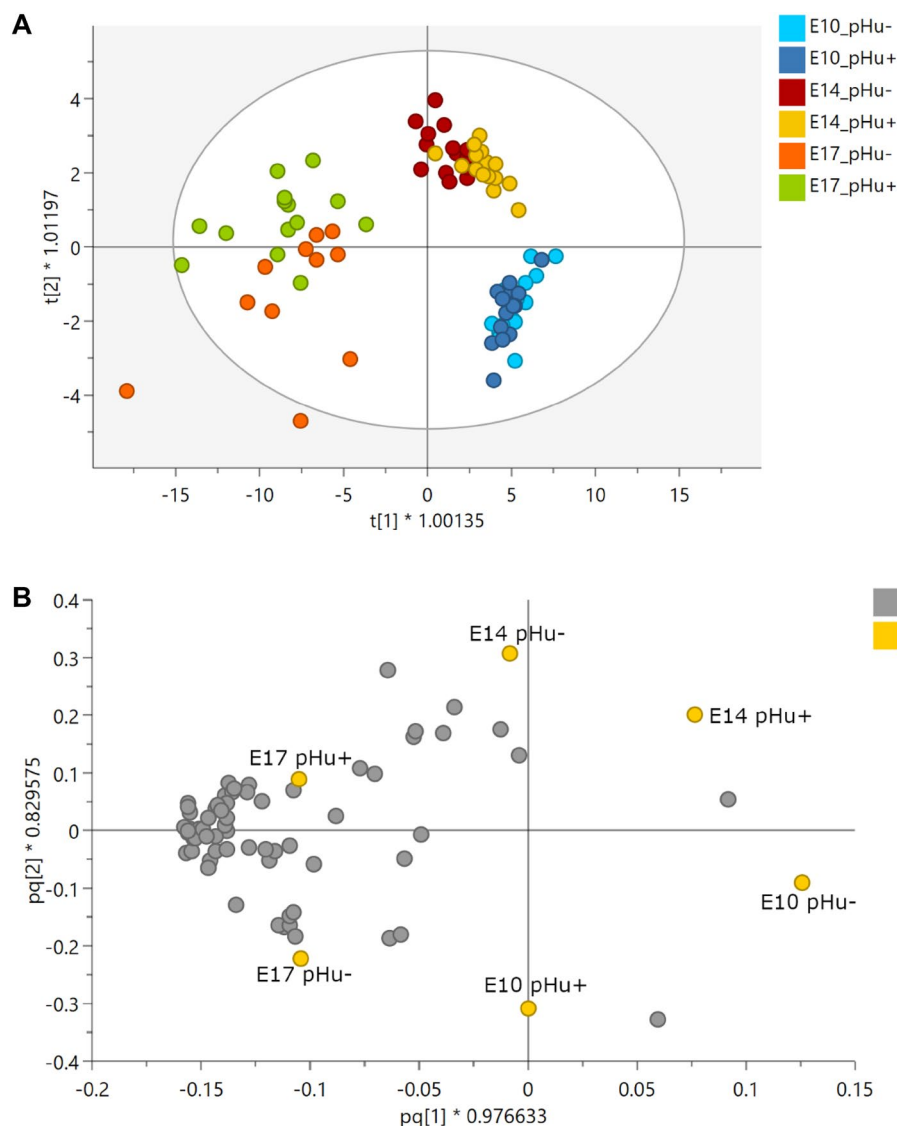 A
E10_pHu-
E10_pHu+
E14_pHu-
E14_pHu+
E17_pHu-
E17_pHu+
4
2
0
-2
-4
t[2] * 1.01197
-15 -10 -5 0 5 10 15
t[1] * 1.00135
B
0.4
0.3
0.2
0.1
0
-0.1
-0.2
-0.3
-0.4
pq[2] * 0.829575
E14 pHu-
E14 pHu+
E17 pHu+
E10 pHu-
E17 pHu-
E10 pHu+
-0.2 -0.15 -0.1 -0.05 0 0.05 0.1 0.15
pq[1] * 0.976633